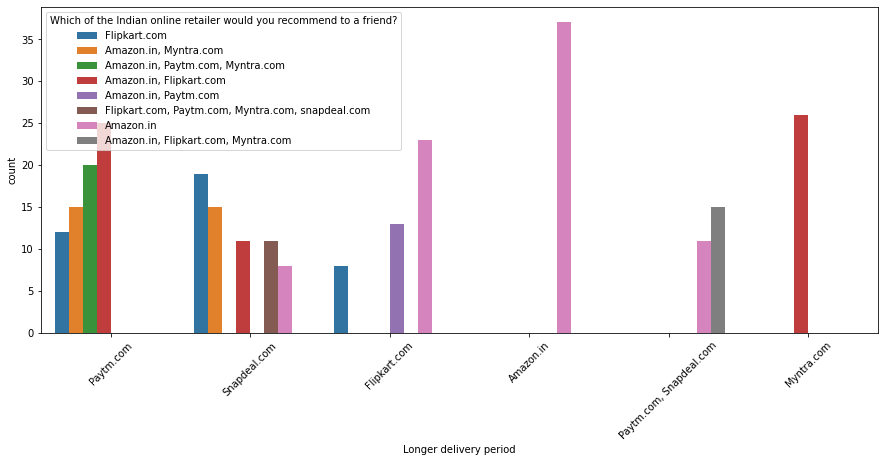 Which of the Indian online retailer would you recommend to a friend?
Flipkart.com
Amazon.in, Myntra.com
Amazon.in, Paytm.com, Myntra.com
Amazon.in, Flipkart.com
Amazon.in, Paytm.com
Flipkart.com, Paytm.com, Myntra.com, snapdeal.com
Amazon.in
Amazon.in, Flipkart.com, Myntra.com
count
35
30
25
20
15
10
5
0
Paytm.com
Snapdeal.com
Flipkart.com
Amazon.in
Paytm.com, Snapdeal.com
Myntra.com
Longer delivery period